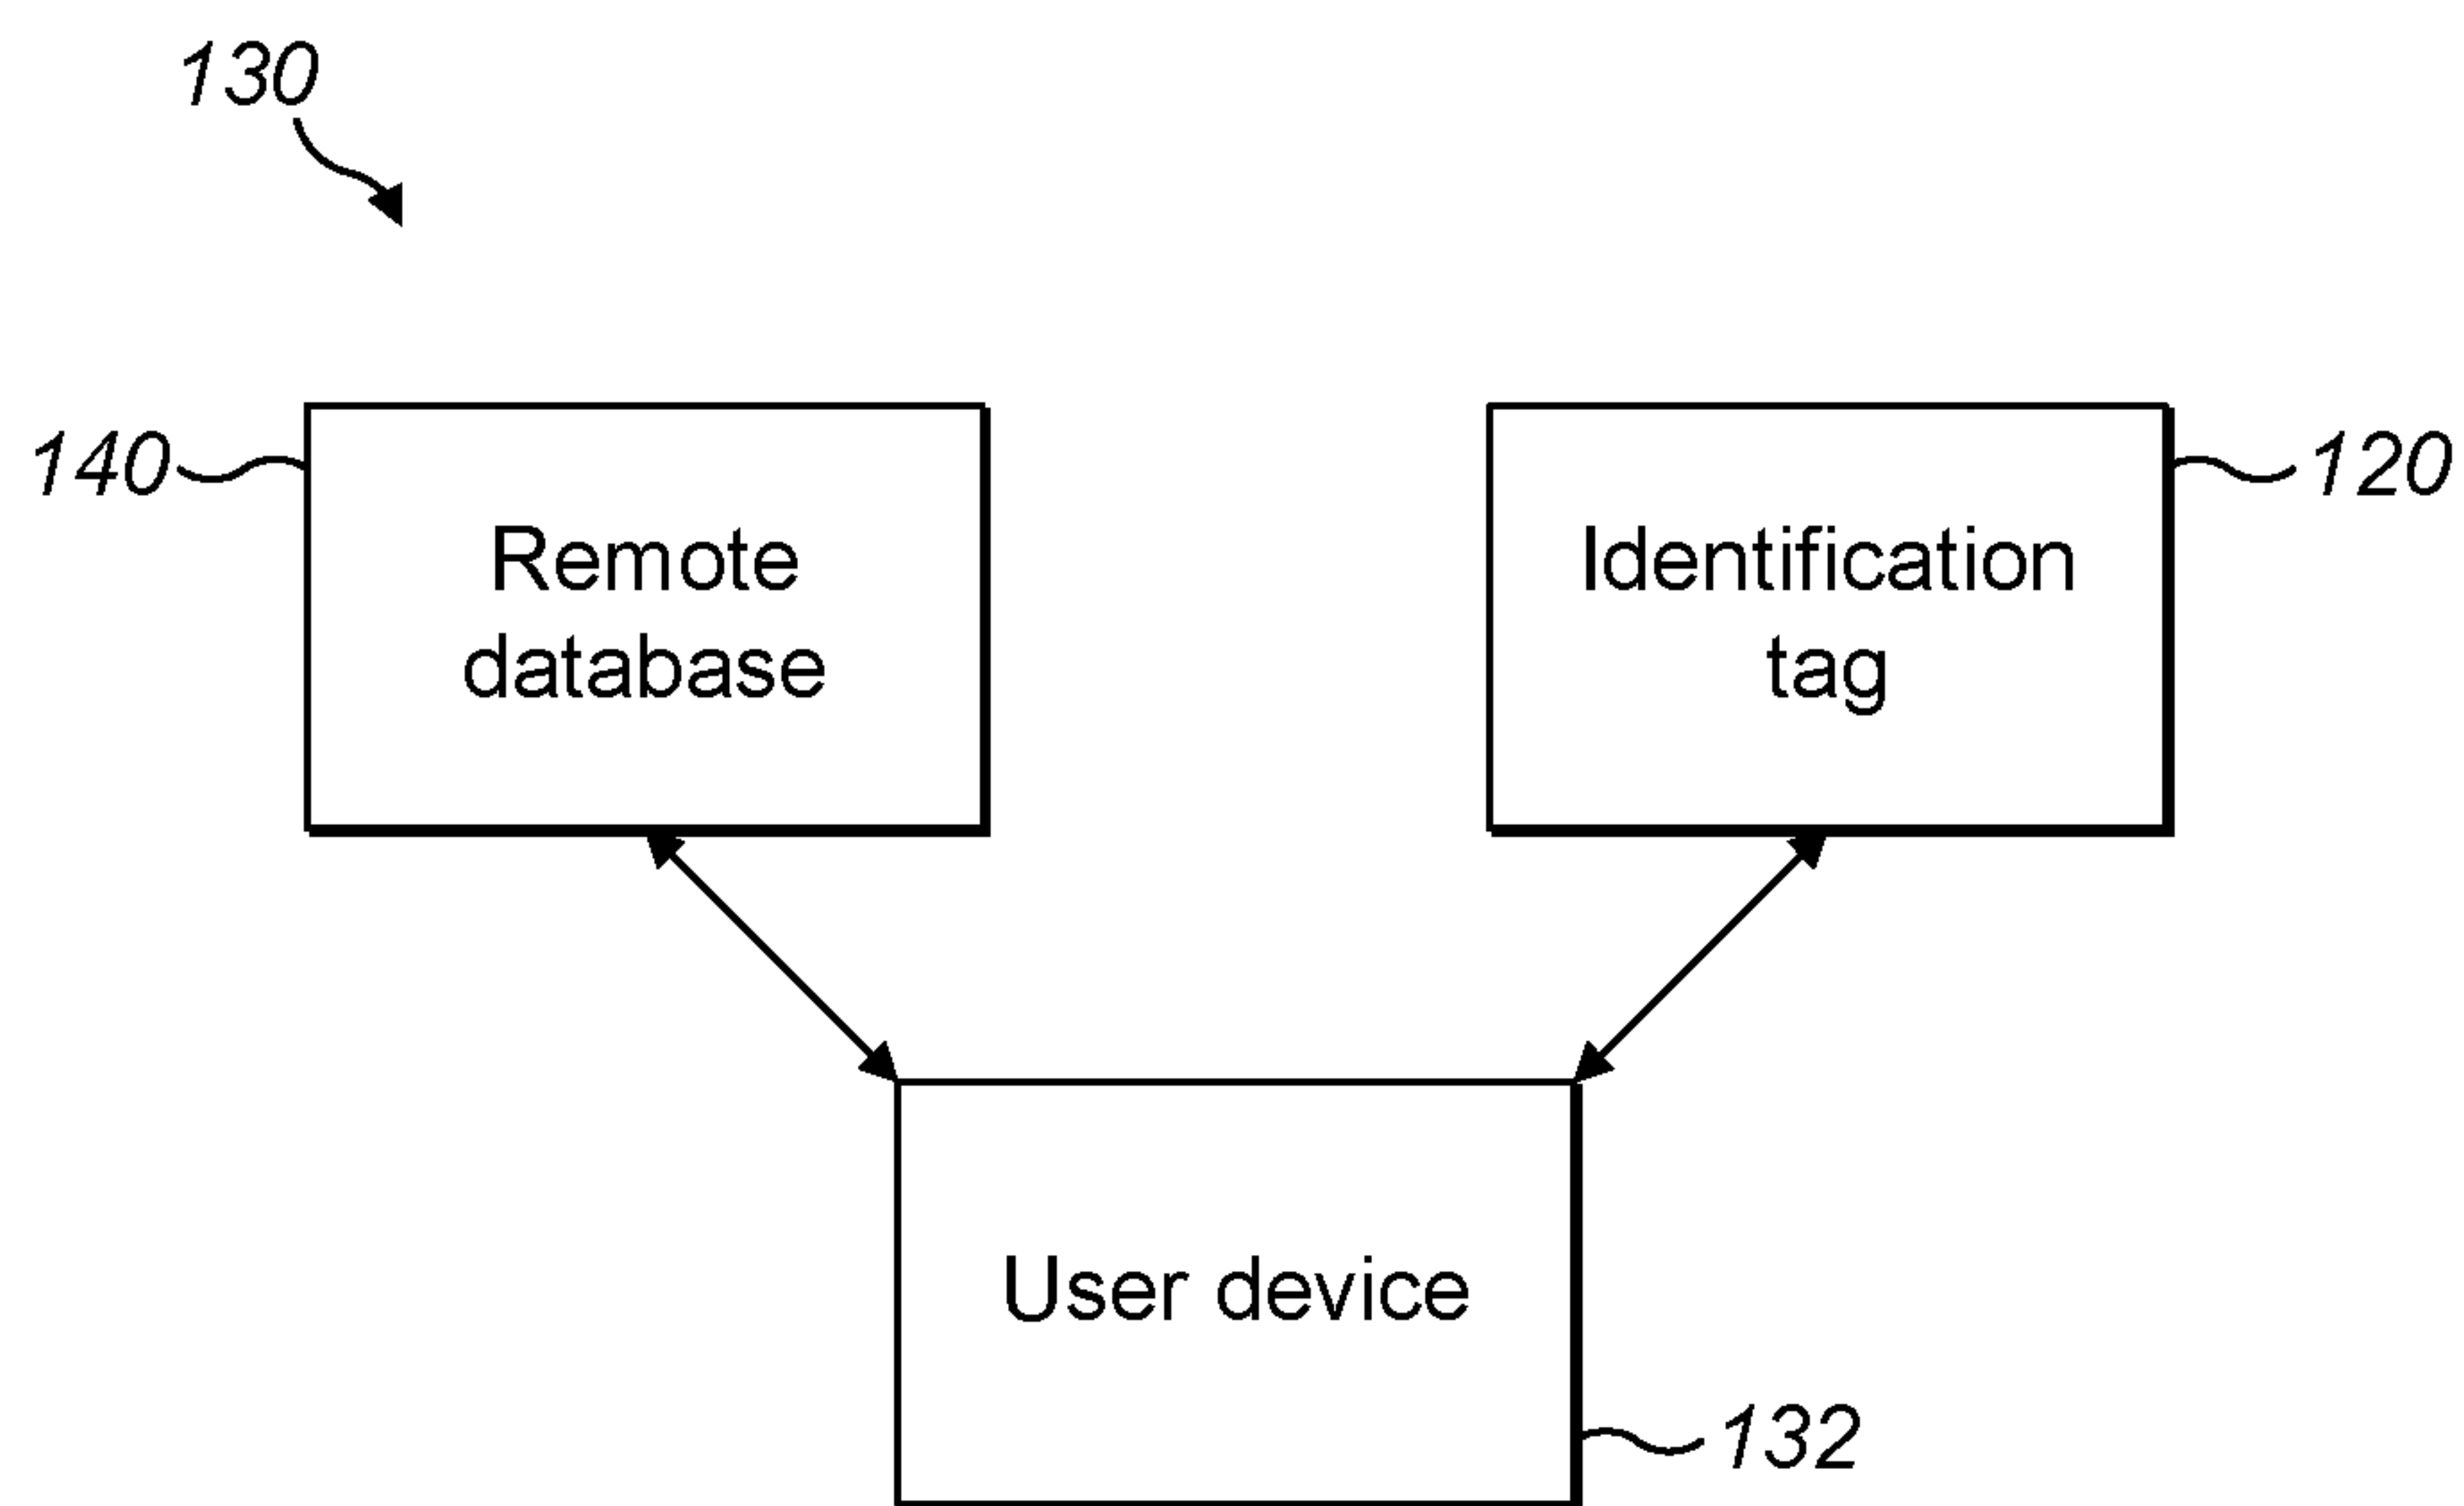 130
140
Remote
database
Identification
tag
120
User device
132